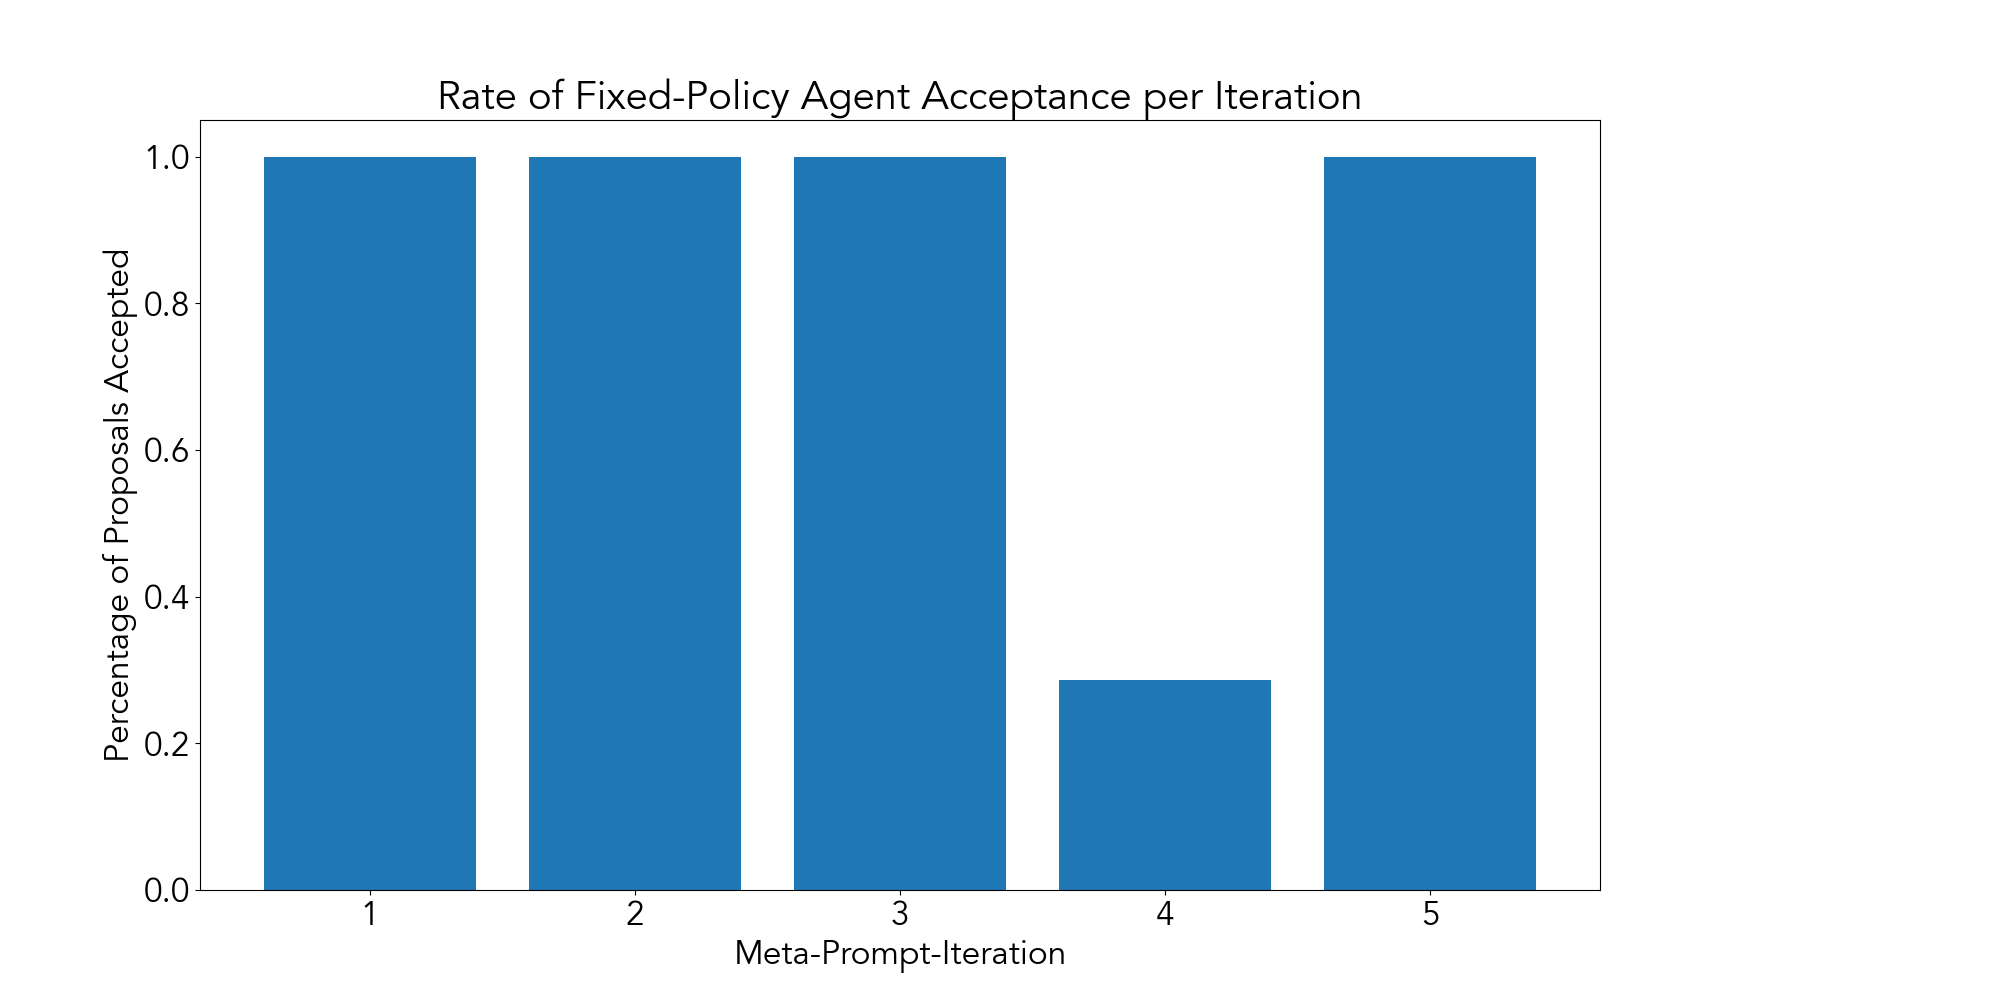 Rate of Fixed-Policy Agent Acceptance per Iteration
Percentage of Proposals Accepted
1.0
0.8
0.6
0.4
0.2
0.0
1 2 3 4 5
Meta-Prompt-Iteration